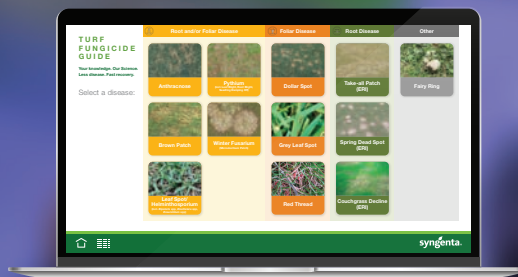 TURF
FUNGICIDE
GUIDE
Your knowledge. Our Science.
Less disease. Fast recovery.
Select a disease:
Root and/or Foliar Disease
Foliar Disease
Root Disease
Other
Anthracnose
Pythium
Dollar Spot
Take-all Patch
(ERI)
Fairy Ring
Brown Patch
Winter Fusarium
Grey Leaf Spot
Spring Dead Spot
(ERI)
Leaf Spot/
Helminthosporium
Red Thread
Couchgrass Decline
(ERI)
syngenta.